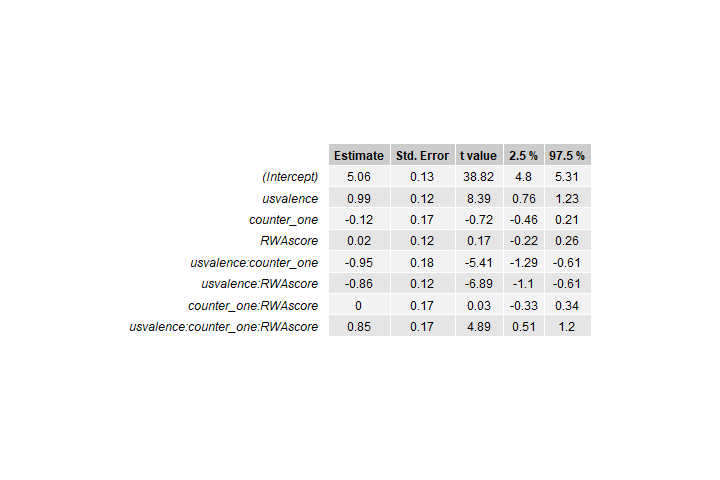 Estimate Std. Error t value 2.5 % 97.5 %
(Intercept) 5.06 0.13 38.82 4.8 5.31
usvalence 0.99 0.12 8.39 0.76 1.23
counter_one -0.12 0.17 -0.72 -0.46 0.21
RWAscore 0.02 0.12 0.17 -0.22 0.26
usvalence:counter_one -0.95 0.18 -5.41 -1.29 -0.61
usvalence:RWAscore -0.86 0.12 -6.89 -1.1 -0.61
counter_one:RWAscore 0 0.17 0.03 -0.33 0.34
usvalence:counter_one:RWAscore 0.85 0.17 4.89 0.51 1.2